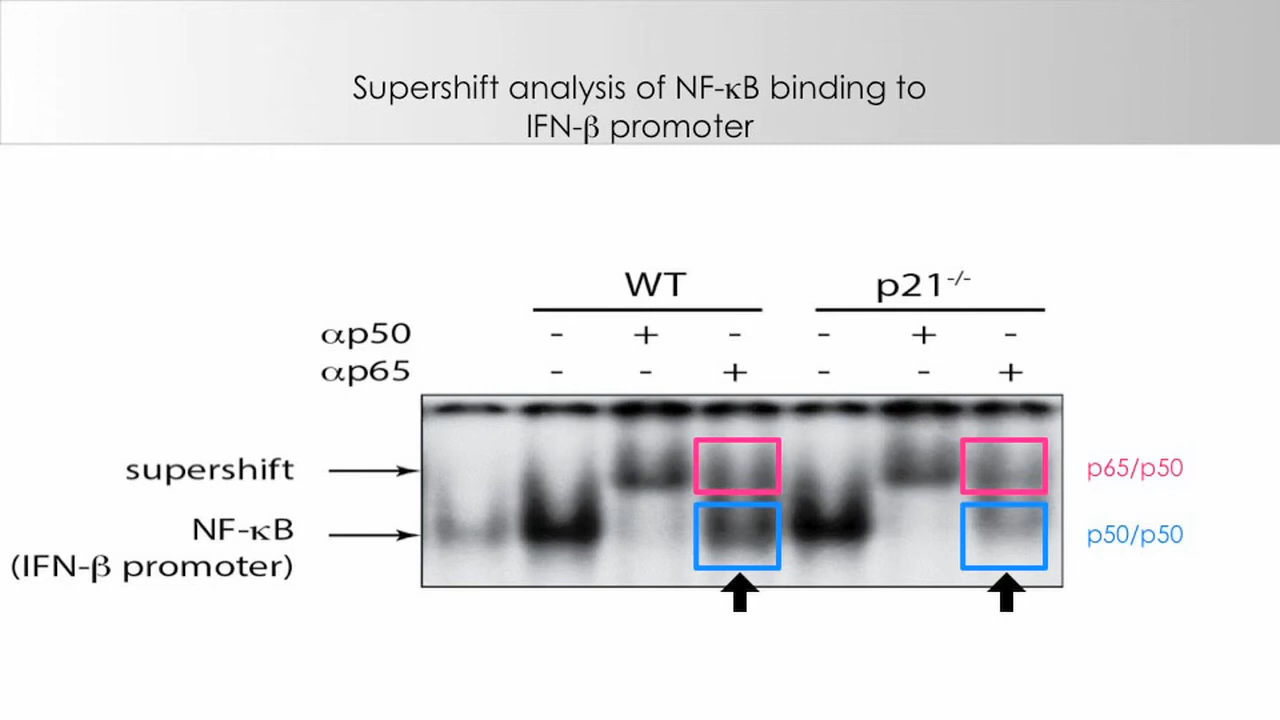 Supershift analysis of NF-κB binding to
IFN-β promoter
WT p21-/-
αp50 - + - - + -
αp65 - - + - - +
supershift
p65/p50
NF-κB
p50/p50
(IFN-β promoter)